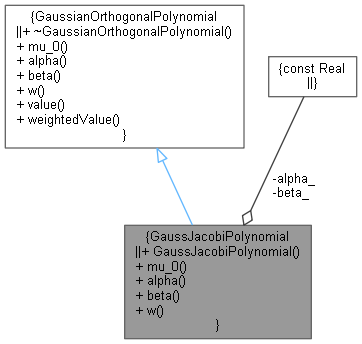 {GaussianOrthogonalPolynomial
||+ ~GaussianOrthogonalPolynomial()
+ mu_0()
+ alpha()
+ beta()
+ w()
+ value()
+ weightedValue()
}
{const Real
||}
-alpha_
-beta_
{GaussJacobiPolynomial
||+ GaussJacobiPolynomial()
+ mu_0()
+ alpha()
+ beta()
+ w()
}